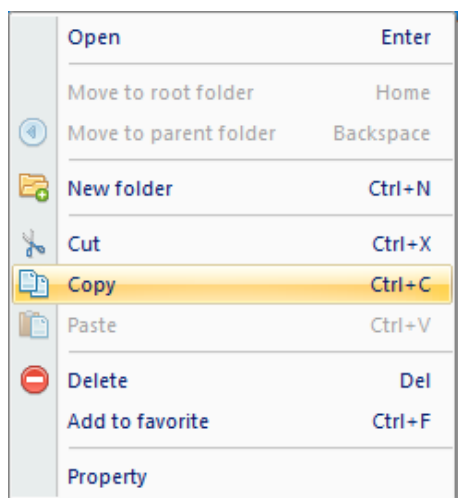 Open Enter
Move to root folder Home
Move to parent folder Backspace
New folder Ctrl+N
Cut Ctrl+X
Copy Ctrl+C
Paste Ctrl+V
Delete Del
Add to favorite Ctrl+F
Property